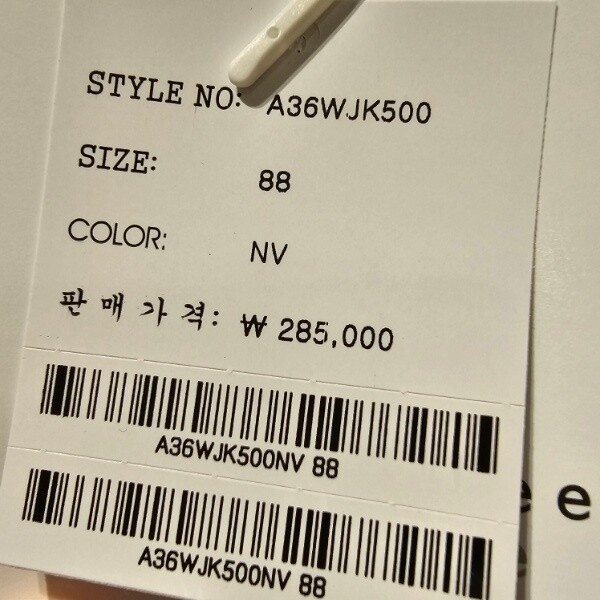 STYLE NO: A36WJK500
SIZE: 88
COLOR: NV
판매가격: ₩ 285,000
A36WJK500NV 88
A36WJK500NV 88
e